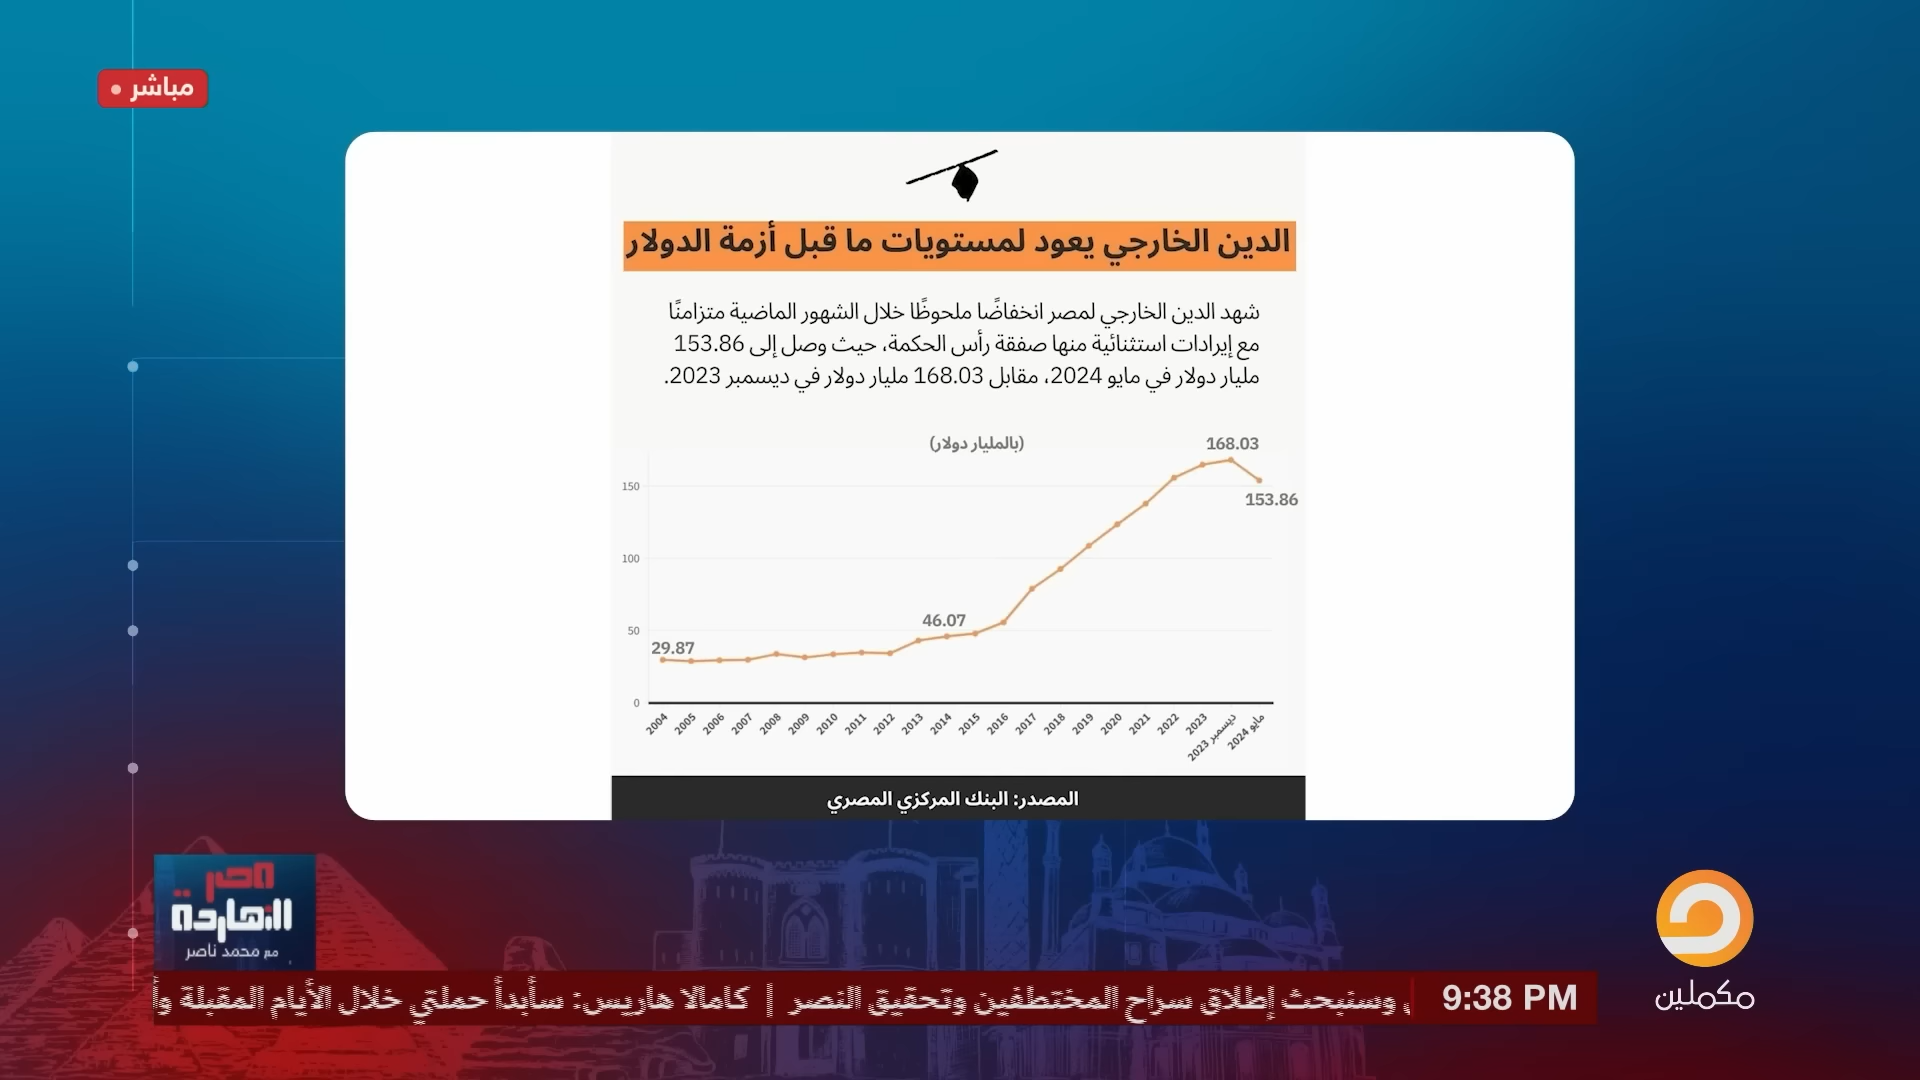 مباشر
الدين الخارجي يعود لمستويات ما قبل أزمة الدولار
شهد الدين الخارجي لمصر انخفاضًا ملحوظًا خلال الشهور الماضية متزامنًا
مع إيرادات استثنائية منها صفقة رأس الحكمة، حيث وصل إلى 153.86
مليار دولار في مايو 2024، مقابل 168.03 مليار دولار في ديسمبر 2023.
(بالمليار دولار)
168.03
153.86
46.07
29.87
150
100
50
0
2004
2005
2006
2007
2008
2009
2010
2011
2012
2013
2014
2015
2016
2017
2018
2019
2020
2021
2022
2023
ديسمبر 2023
مايو 2024
المصدر: البنك المركزي المصري
مصر
النهاردة
مع محمد ناصر
وسنبحث إطلاق سراح المختطفين وتحقيق النصر | كامالا هاريس: سأبدأ حملتي خلال الأيام المقبلة
9:38 PM
مكملين